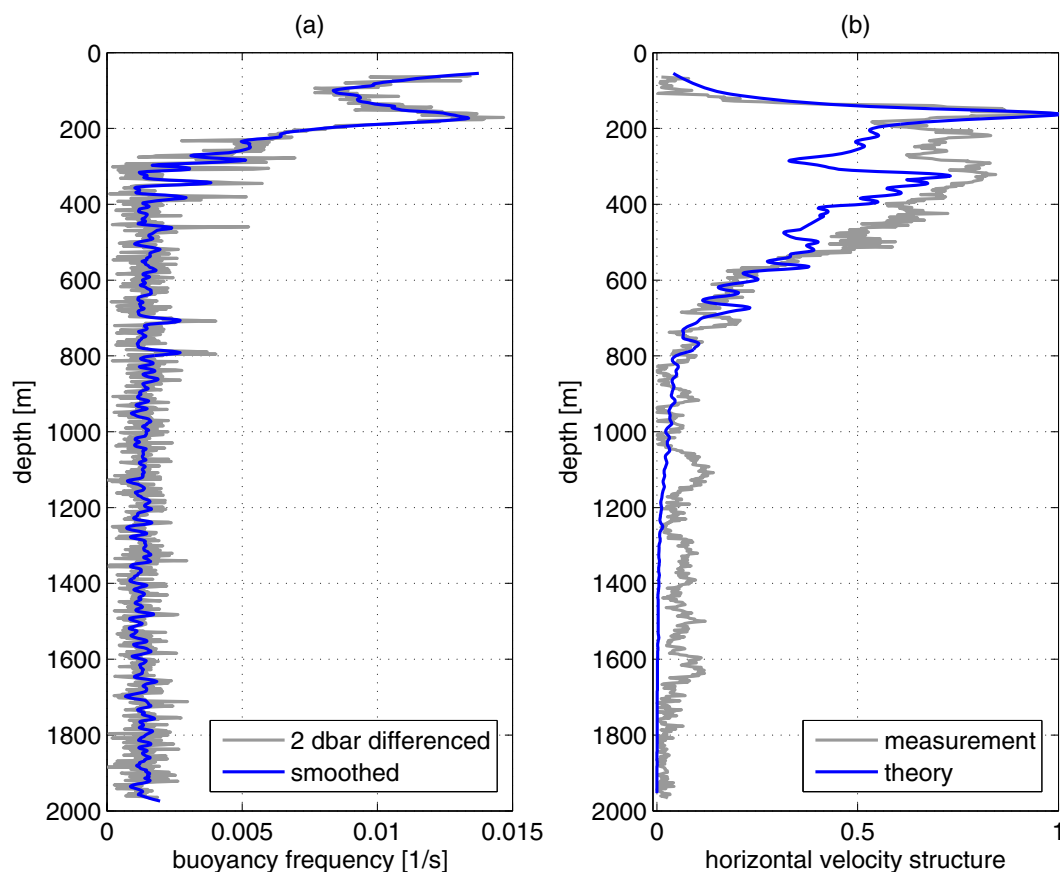 (a)
0
200
400
600
800
1000
1200
1400
1600
1800
2000
depth [m]
0
0.005
0.01
0.015
buoyancy frequency [1/s]
2 dbar differenced
smoothed
(b)
0
200
400
600
800
1000
1200
1400
1600
1800
2000
depth [m]
0
0.5
1
horizontal velocity structure
measurement
theory